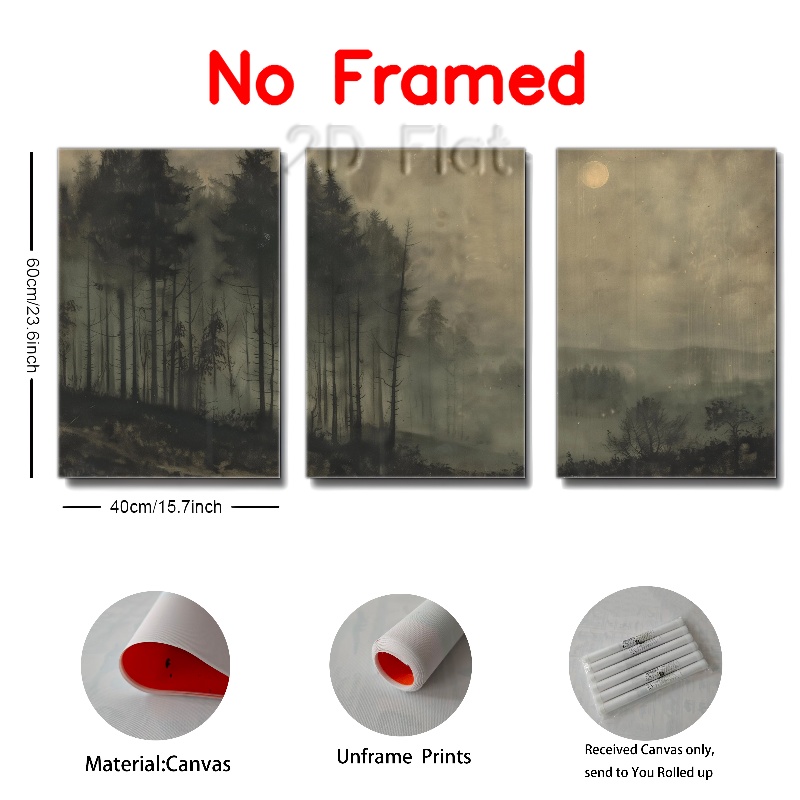 No Framed
2D Flat
60cm/23.6inch
40cm/15.7inch
Material:Canvas
Unframe Prints
Received Canvas only,
send to You Rolled up